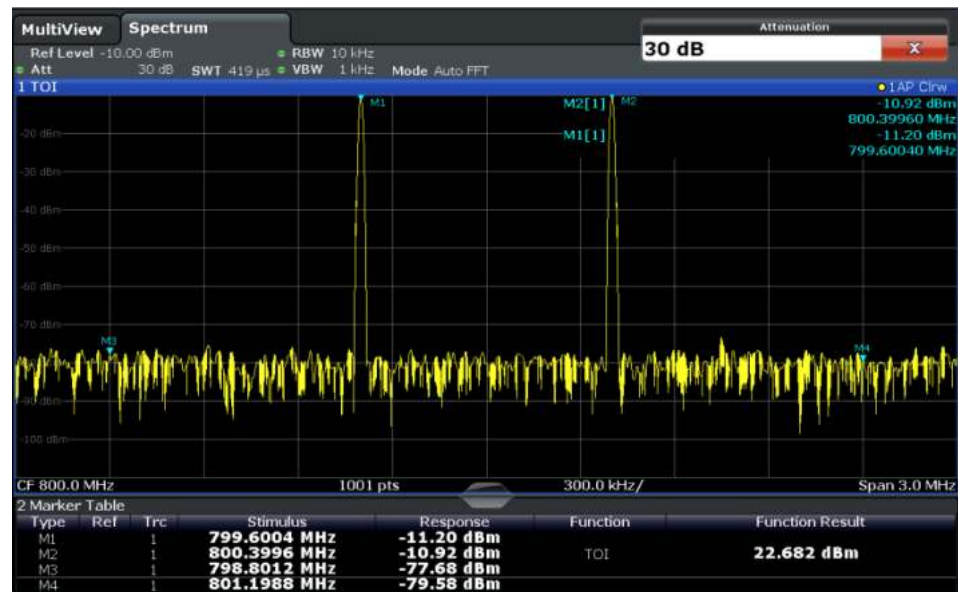 MultiView Spectrum
Attenuation
30 dB X
Ref Level -10.00 dBm RBW 10 kHz
Att 30 dB SWT 419 µs VBW 1 kHz Mode Auto FFT
1 TOI 1AP Clrw
M1 M2[1] M2 -10.92 dBm
800.39960 MHz
-20 dBm M1[1] -11.20 dBm
799.60040 MHz
-30 dBm
-40 dBm
-50 dBm
-60 dBm
-70 dBm
M3 M4
-90 dBm
-100 dBm
CF 800.0 MHz 1001 pts 300.0 kHz/ Span 3.0 MHz
2 Marker Table
Type Ref Trc Stimulus Response Function Function Result
M1 1 799.6004 MHz -11.20 dBm
M2 1 800.3996 MHz -10.92 dBm TOI 22.682 dBm
M3 1 798.8012 MHz -77.68 dBm
M4 1 801.1988 MHz -79.58 dBm